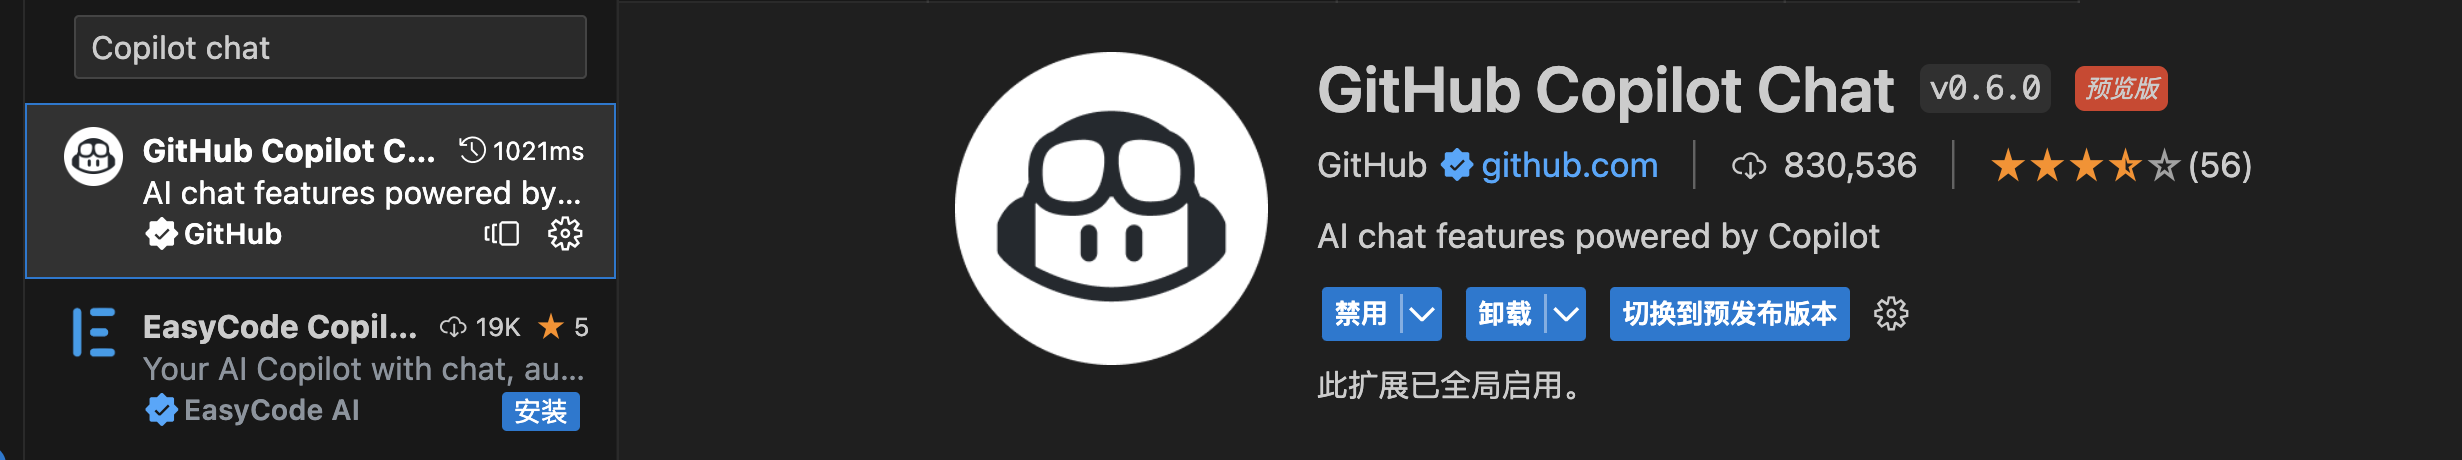 Copilot chat
GitHub Copilot C... 1021ms
AI chat features powered by...
GitHub
EasyCode Copil... 19K 5
Your AI Copilot with chat, au...
EasyCode AI 安装
GitHub Copilot Chat v0.6.0 预览版
GitHub github.com 830,536 (56)
AI chat features powered by Copilot
禁用 卸载 切换到预发布版本
此扩展已全局启用。